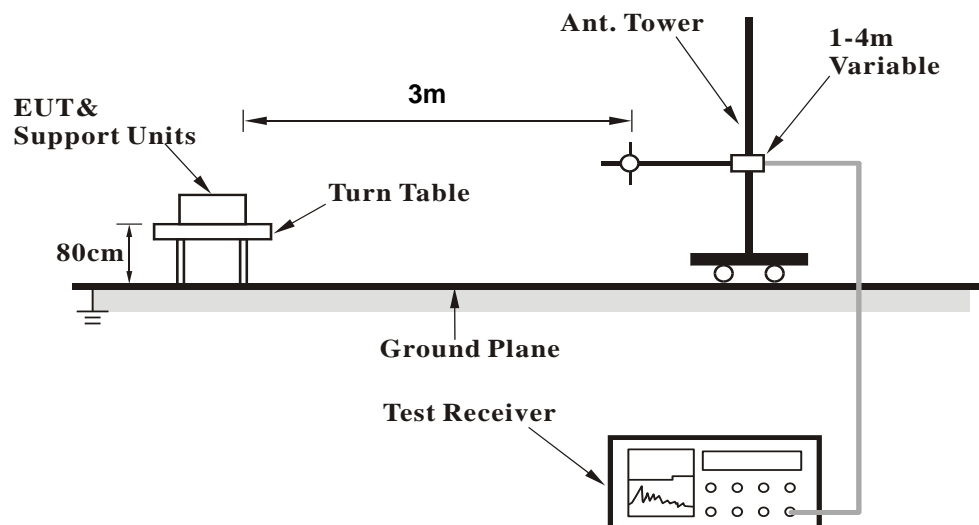 Ant. Tower
1-4m
Variable
3m
EUT&
Support Units
Turn Table
80cm
Ground Plane
Test Receiver